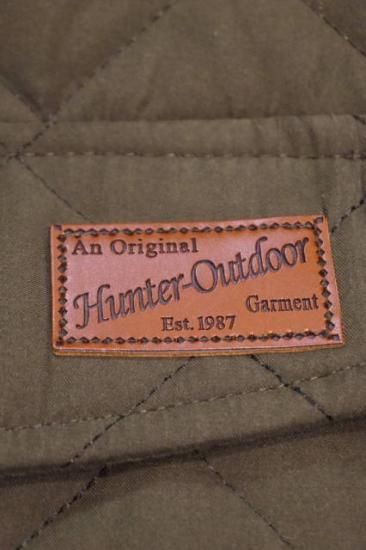 An Original
Hunter-Outdoor
Garment
Est. 1987